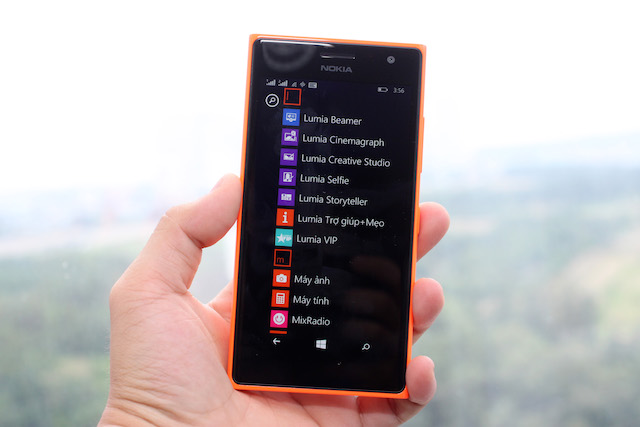 NOKIA
3:56
l
Lumia Beamer
Lumia Cinemagraph
Lumia Creative Studio
Lumia Selfie
Lumia Storyteller
Lumia Trợ giúp+Mẹo
Lumia VIP
m
Máy ảnh
Máy tính
MixRadio